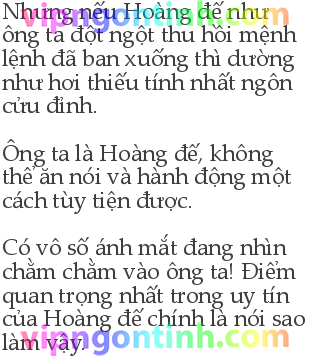 Nhưng nếu Hoàng đế như
vipngontinh.com
ông ta đột ngột thu hồi mệnh
lệnh đã ban xuống thì dường
như hơi thiếu tính nhất ngôn
cửu đỉnh.
Ông ta là Hoàng đế, không
thể ăn nói và hành động một
cách tùy tiện được.
Có vô số ánh mắt đang nhìn
chằm chằm vào ông ta! Điểm
quan trọng nhất trong uy tín
của Hoàng đế chính là nói sao
làm vậy.
vipngontinh.com